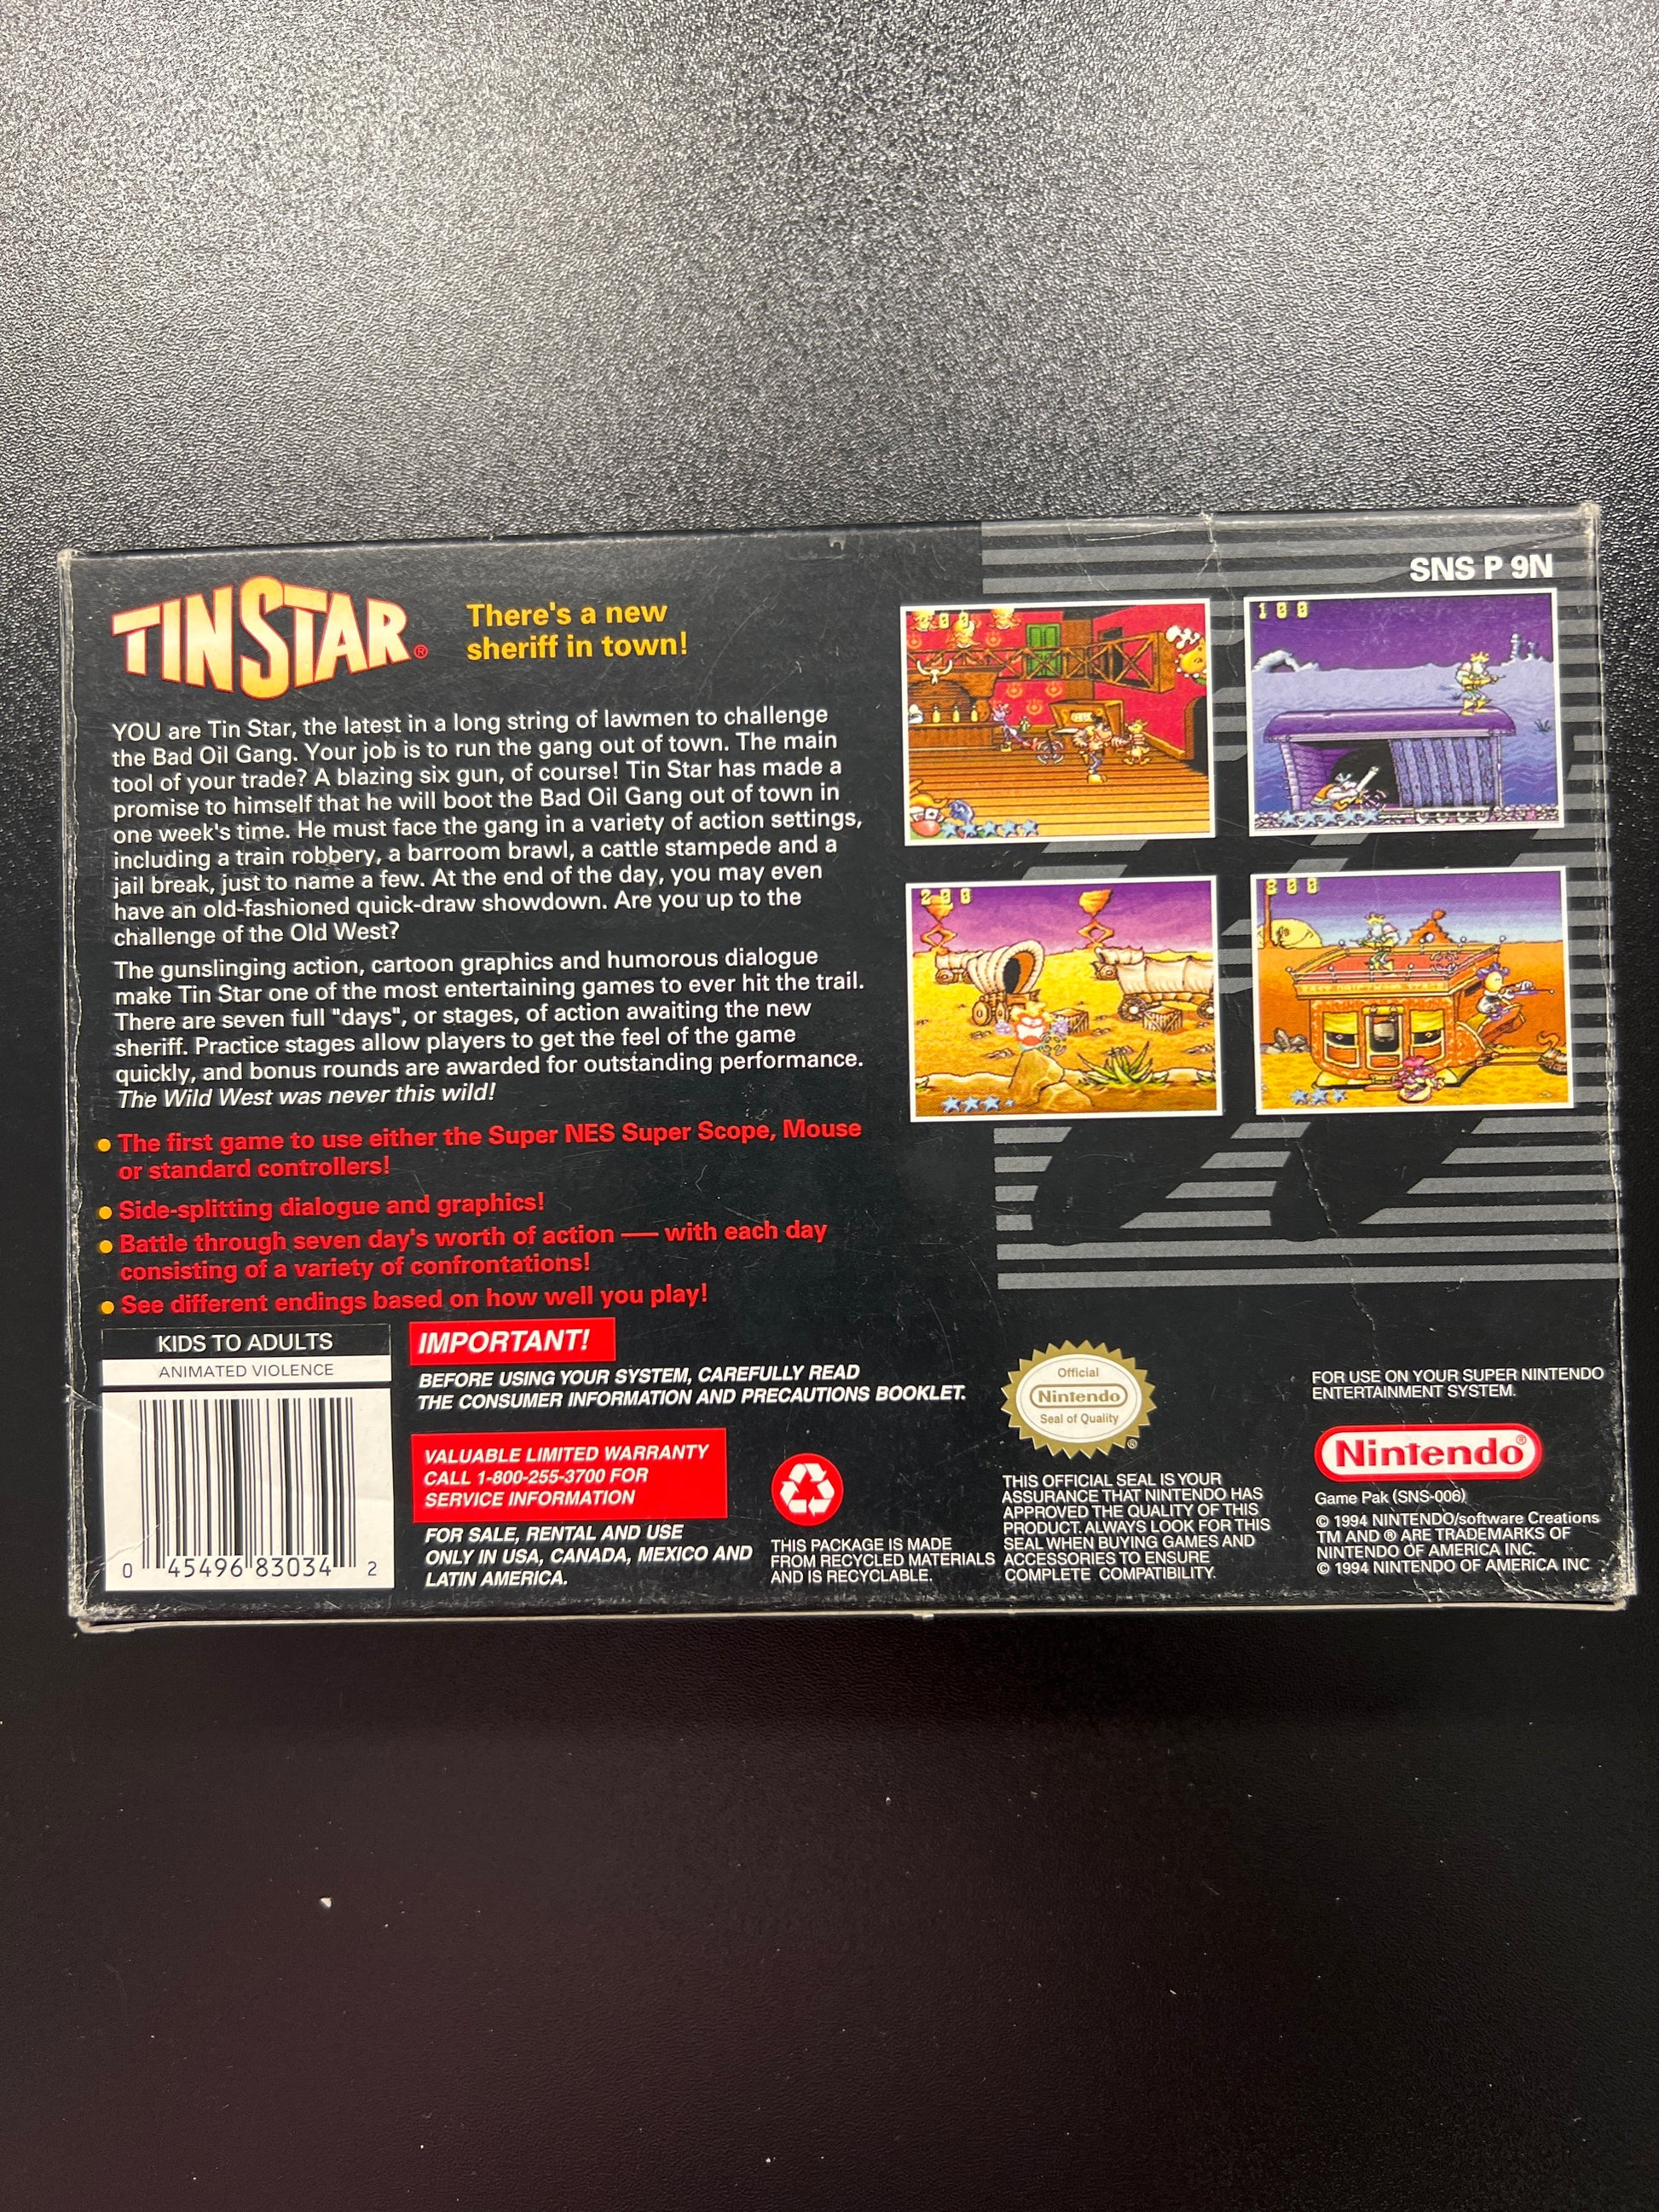 SNS P 9N
TIN STAR®
There's a new
sheriff in town!
YOU are Tin Star, the latest in a long string of lawmen to challenge
the Bad Oil Gang. Your job is to run the gang out of town. The main
tool of your trade? A blazing six gun, of course! Tin Star has made a
promise to himself that he will boot the Bad Oil Gang out of town in
one week's time. He must face the gang in a variety of action settings,
including a train robbery, a barroom brawl, a cattle stampede and a
jail break, just to name a few. At the end of the day, you may even
have an old-fashioned quick-draw showdown. Are you up to the
challenge of the Old West?
The gunslinging action, cartoon graphics and humorous dialogue
make Tin Star one of the most entertaining games to ever hit the trail.
There are seven full "days", or stages, of action awaiting the new
sheriff. Practice stages allow players to get the feel of the game
quickly, and bonus rounds are awarded for outstanding performance.
The Wild West was never this wild!
• The first game to use either the Super NES Super Scope, Mouse
or standard controllers!
• Side-splitting dialogue and graphics!
• Battle through seven day's worth of action — with each day
consisting of a variety of confrontations!
• See different endings based on how well you play!
100
200
800
KIDS TO ADULTS
ANIMATED VIOLENCE
0 45496 83034 2
IMPORTANT!
BEFORE USING YOUR SYSTEM, CAREFULLY READ
THE CONSUMER INFORMATION AND PRECAUTIONS BOOKLET.
VALUABLE LIMITED WARRANTY
CALL 1-800-255-3700 FOR
SERVICE INFORMATION
FOR SALE, RENTAL AND USE
ONLY IN USA, CANADA, MEXICO AND
LATIN AMERICA.
THIS PACKAGE IS MADE
FROM RECYCLED MATERIALS
AND IS RECYCLABLE.
Official
Nintendo
Seal of Quality
®
THIS OFFICIAL SEAL IS YOUR
ASSURANCE THAT NINTENDO HAS
APPROVED THE QUALITY OF THIS
PRODUCT. ALWAYS LOOK FOR THIS
SEAL WHEN BUYING GAMES AND
ACCESSORIES TO ENSURE
COMPLETE COMPATIBILITY.
FOR USE ON YOUR SUPER NINTENDO
ENTERTAINMENT SYSTEM.
Nintendo®
Game Pak (SNS-006)
© 1994 NINTENDO/software Creations
TM AND ® ARE TRADEMARKS OF
NINTENDO OF AMERICA INC.
© 1994 NINTENDO OF AMERICA INC